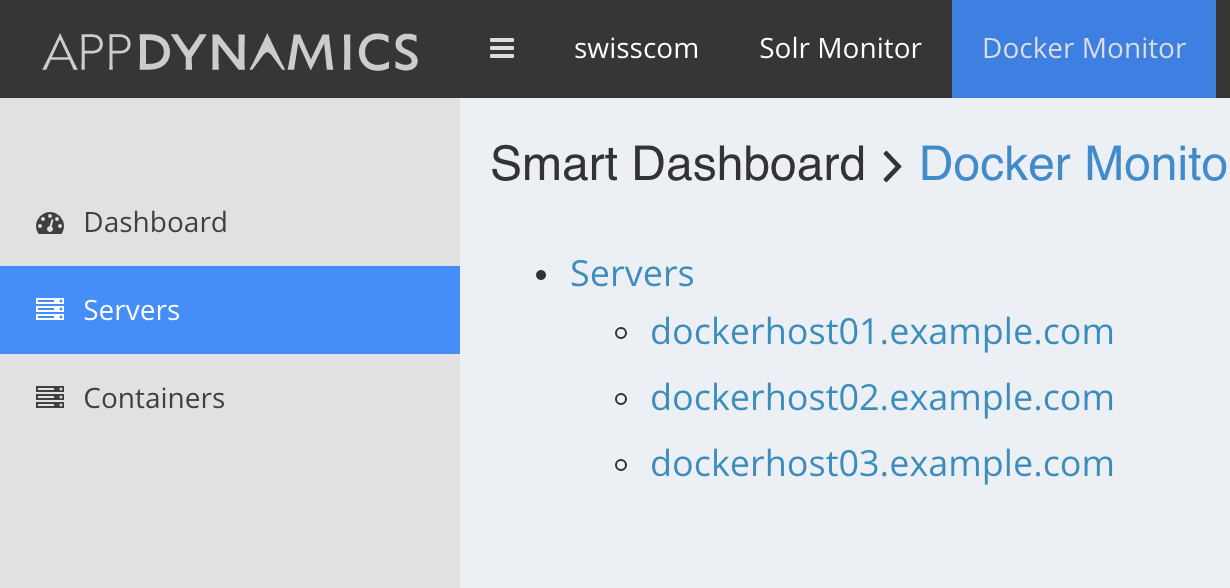 APPDYNAMICS swisscom Solr Monitor Docker Monitor
Smart Dashboard > Docker Monito
Dashboard
Servers
Containers
Servers
dockerhost01.example.com
dockerhost02.example.com
dockerhost03.example.com